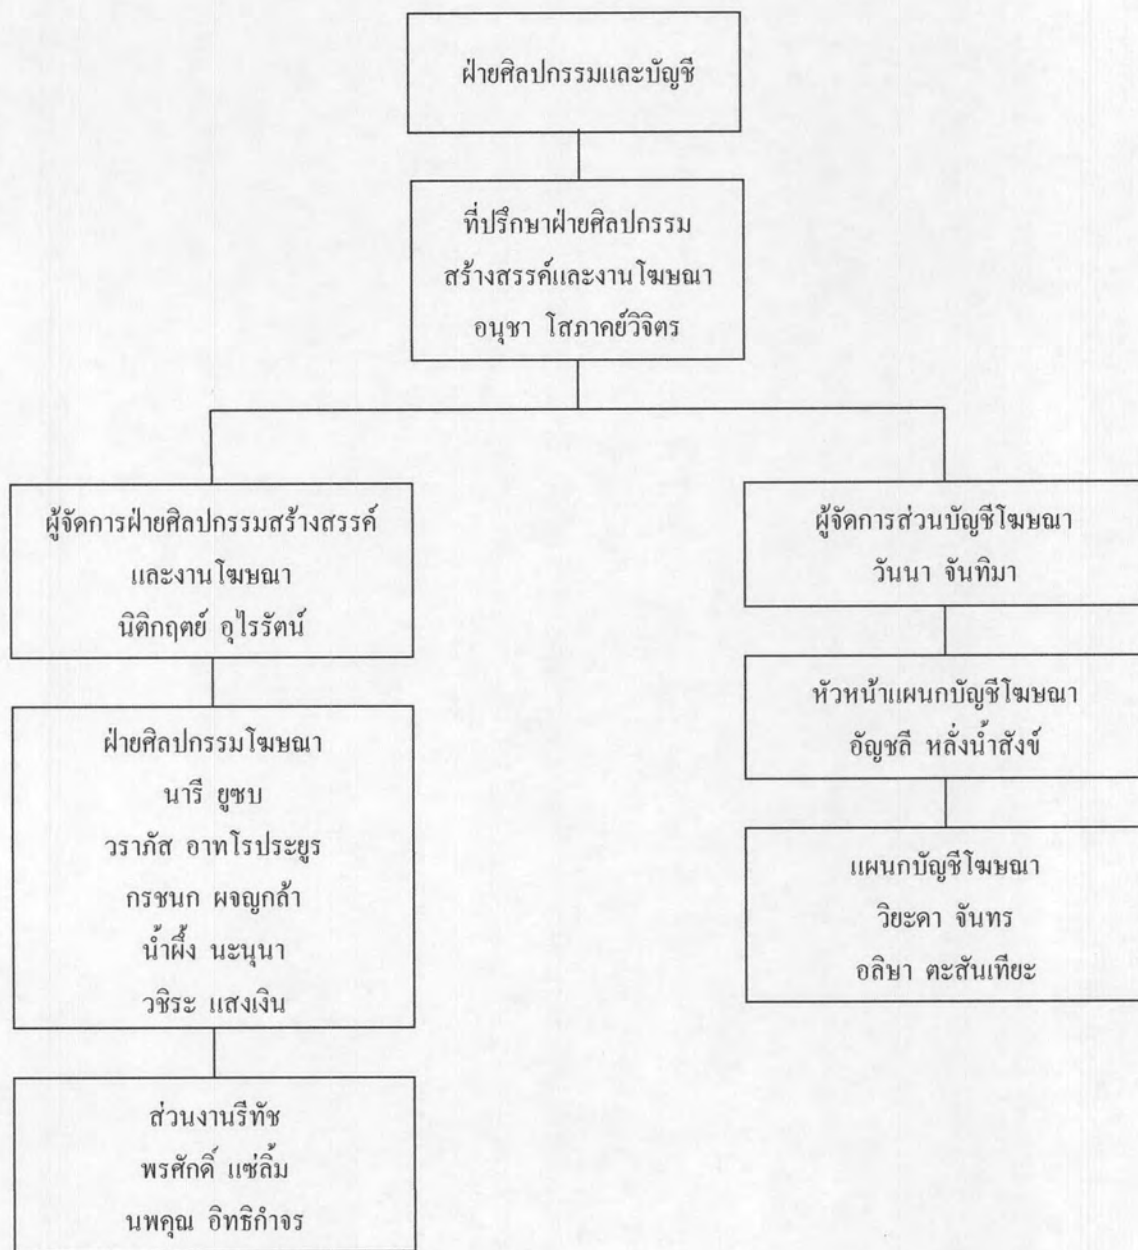 ฝ่ายศิลปกรรมและบัญชี
ที่ปรึกษาฝ่ายศิลปกรรม
สร้างสรรค์และงานโฆษณา
อนุชา โสภาคย์วิจิตร
ผู้จัดการฝ่ายศิลปกรรมสร้างสรรค์
และงานโฆษณา
นิติกฤตย์ อุไรรัตน์
ฝ่ายศิลปกรรมโฆษณา
นารี ยูซบ
วราภัส อาทโรประยูร
กรชนก ผจญกล้า
น้ำผึ้ง นะนุนา
วชิระ แสงเงิน
ส่วนงานรีทัช
พรศักดิ์ แซ่ลิ้ม
นพคุณ อิทธิกำจร
ผู้จัดการส่วนบัญชีโฆษณา
วันนา จันทิมา
หัวหน้าแผนกบัญชีโฆษณา
อัญชลี หลั่งน้ำสังข์
แผนกบัญชีโฆษณา
วิยะดา จันทร
อลิษา ตะสันเทียะ